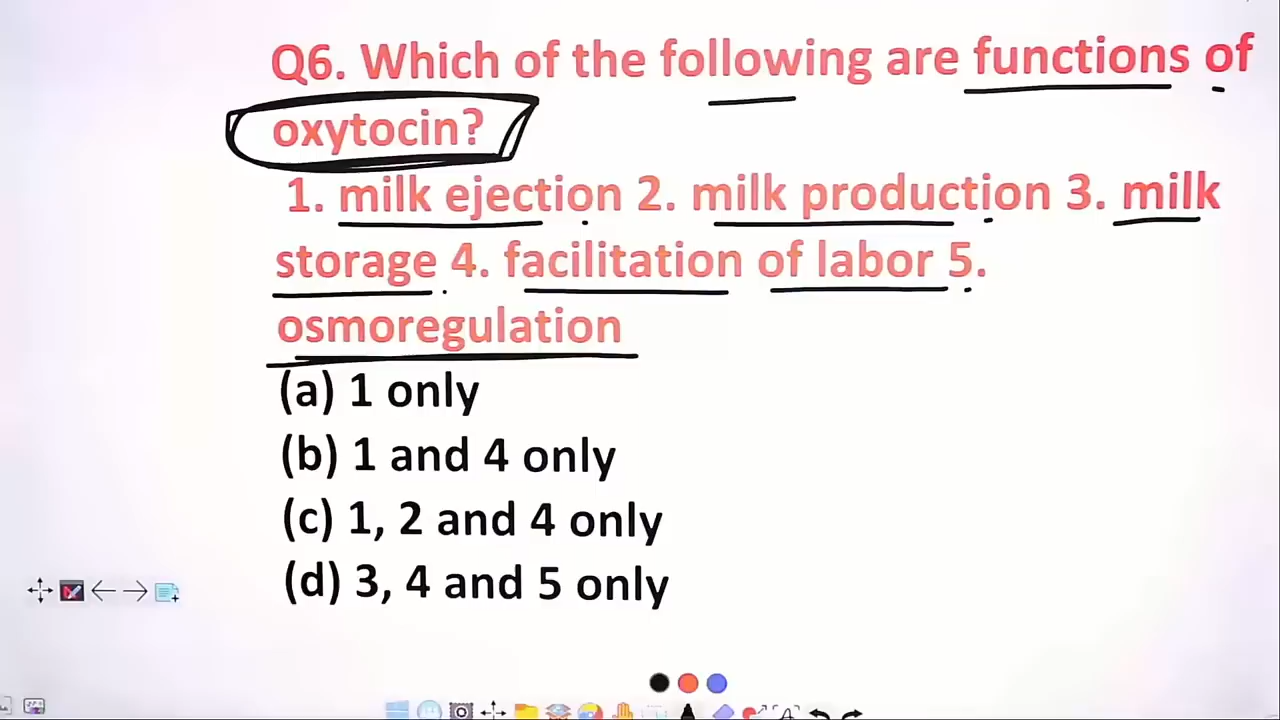 Q6. Which of the following are functions of
oxytocin?
1. milk ejection 2. milk production 3. milk
storage 4. facilitation of labor 5.
osmoregulation
(a) 1 only
(b) 1 and 4 only
(c) 1, 2 and 4 only
(d) 3, 4 and 5 only